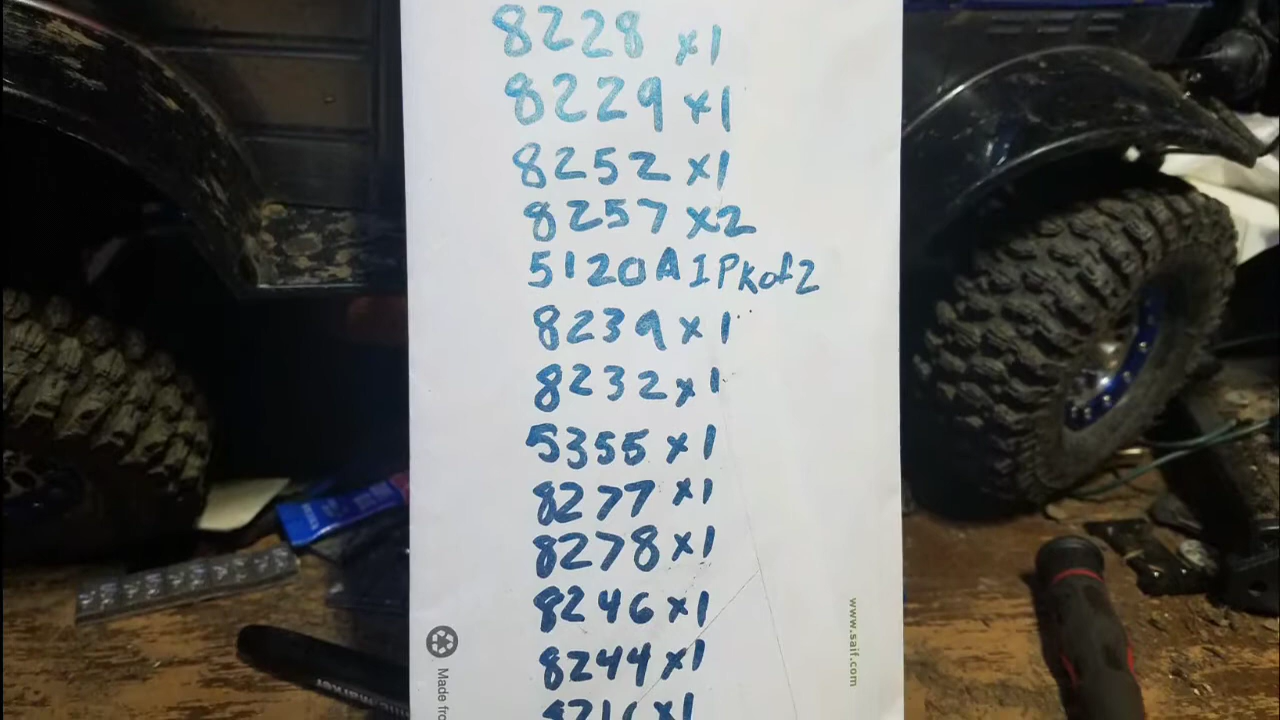 8228 x1
8229 x1
8252 x1
8257 x2
5120A 1Pk of 2
8239 x1
8232 x1
5355 x1
8277 x1
8278 x1
8246 x1
8244 x1
x1
www.saif.com
Made